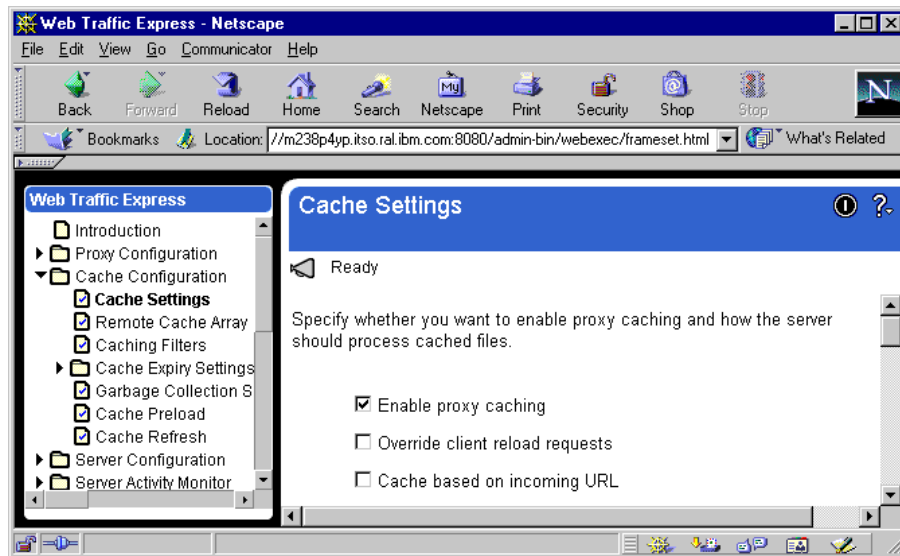 Web Traffic Express - Netscape
File Edit View Go Communicator Help
Back Forward Reload Home Search Netscape Print Security Shop Stop
My
N
Bookmarks Location: //m238p4yp.itso.ral.ibm.com:8080/admin-bin/webexec/frameset.html What's Related
Web Traffic Express
Introduction
Proxy Configuration
Cache Configuration
Cache Settings
Remote Cache Array
Caching Filters
Cache Expiry Settings
Garbage Collection S
Cache Preload
Cache Refresh
Server Configuration
Server Activity Monitor
Cache Settings
?
Ready
Specify whether you want to enable proxy caching and how the server
should process cached files.
Enable proxy caching
Override client reload requests
Cache based on incoming URL